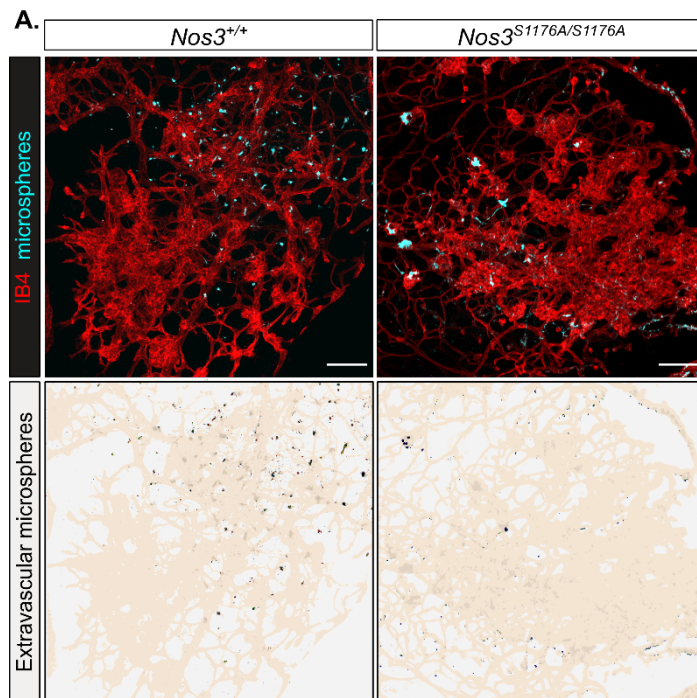 A.
Nos3+/+
Nos3S1176A/S1176A
IB4 microspheres
Extravascular microspheres